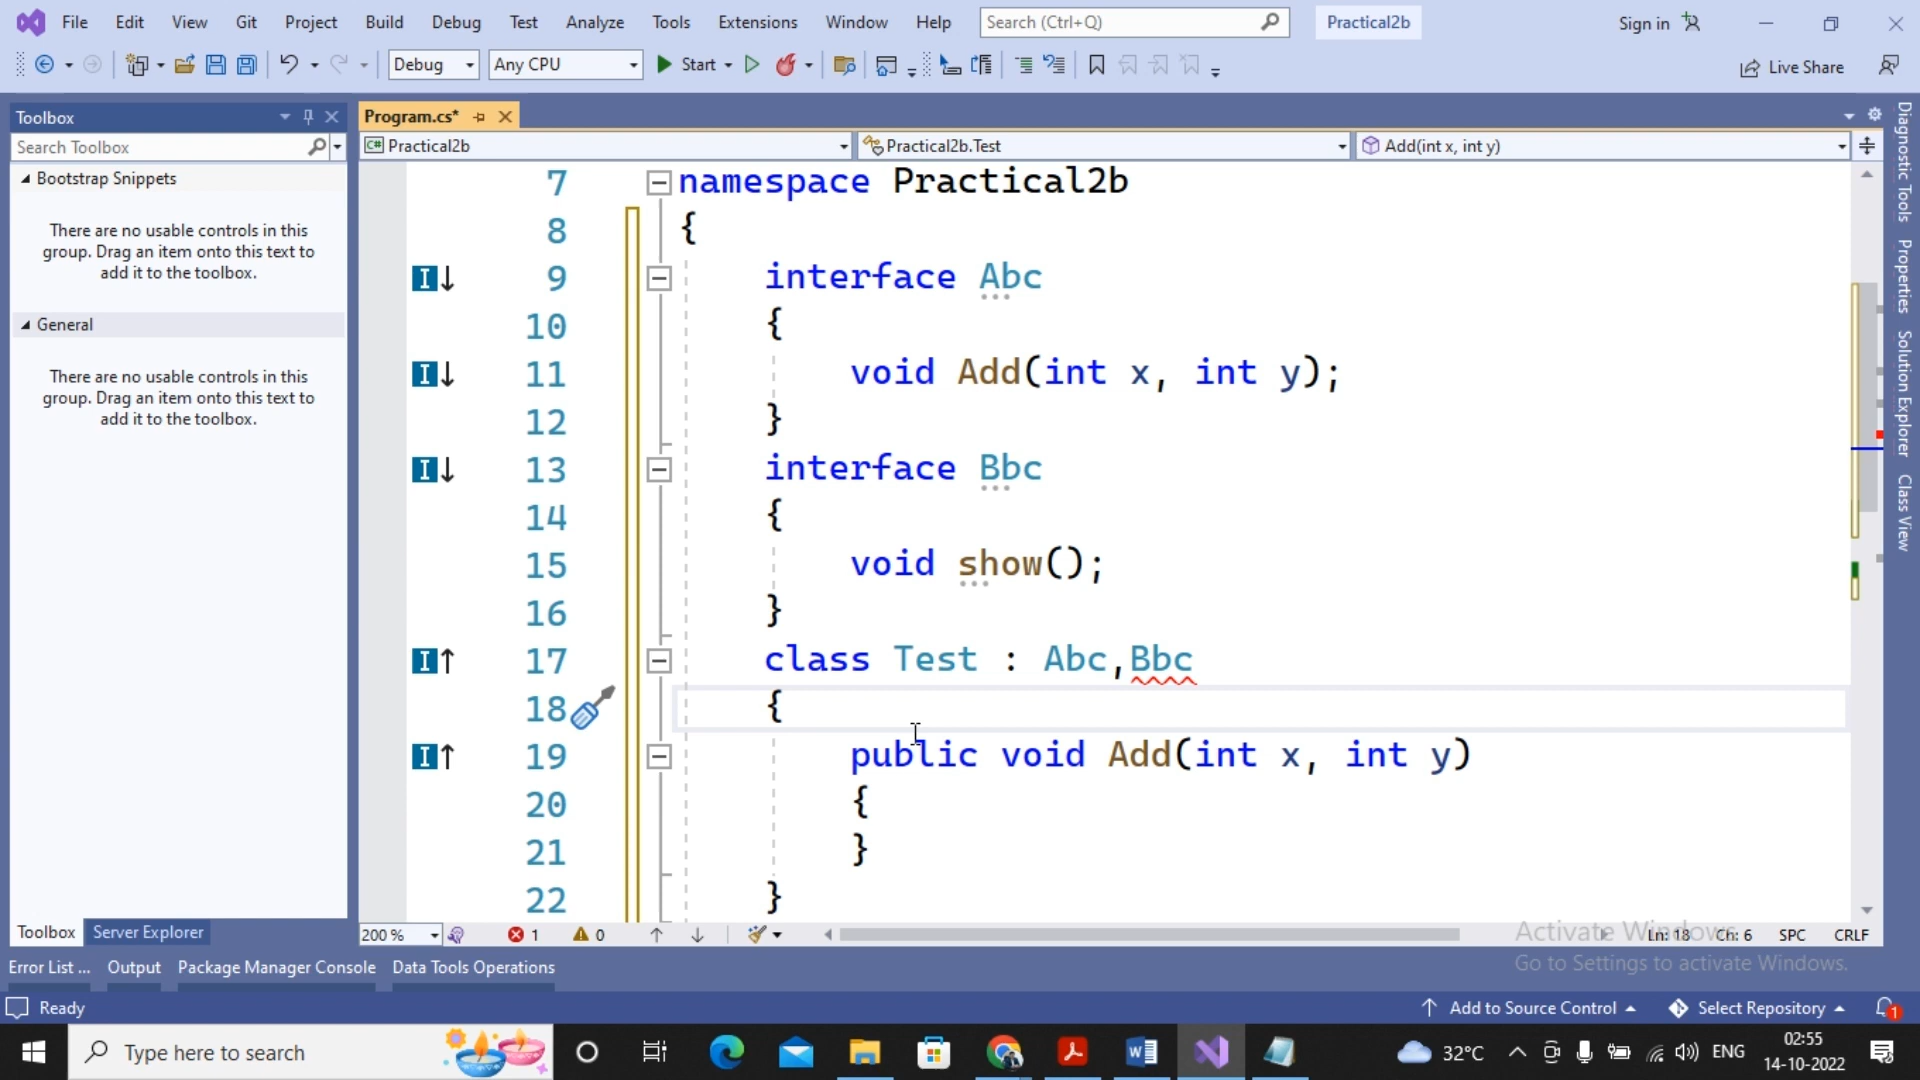 File Edit View Git Project Build Debug Test Analyze Tools Extensions Window Help Search (Ctrl+Q) Practical2b Sign in
Debug Any CPU Start Live Share
Toolbox
Program.cs*
Search Toolbox
Practical2b Practical2b.Test Add(int x, int y)
Bootstrap Snippets
There are no usable controls in this
group. Drag an item onto this text to
add it to the toolbox.
General
There are no usable controls in this
group. Drag an item onto this text to
add it to the toolbox.
7 namespace Practical2b
8 {
9 interface Abc
10 {
11 void Add(int x, int y);
12 }
13 interface Bbc
14 {
15 void show();
16 }
17 class Test : Abc,Bbc
18 {
19 public void Add(int x, int y)
20 {
21 }
22 }
Diagnostic Tools
Properties
Solution Explorer
Class View
Toolbox Server Explorer
200 % 1 0 Ln: 18 Ch: 6 SPC CRLF
Activate Windows
Go to Settings to activate Windows.
Error List ... Output Package Manager Console Data Tools Operations
Ready Add to Source Control Select Repository 1
Type here to search 32°C ENG 02:55
14-10-2022